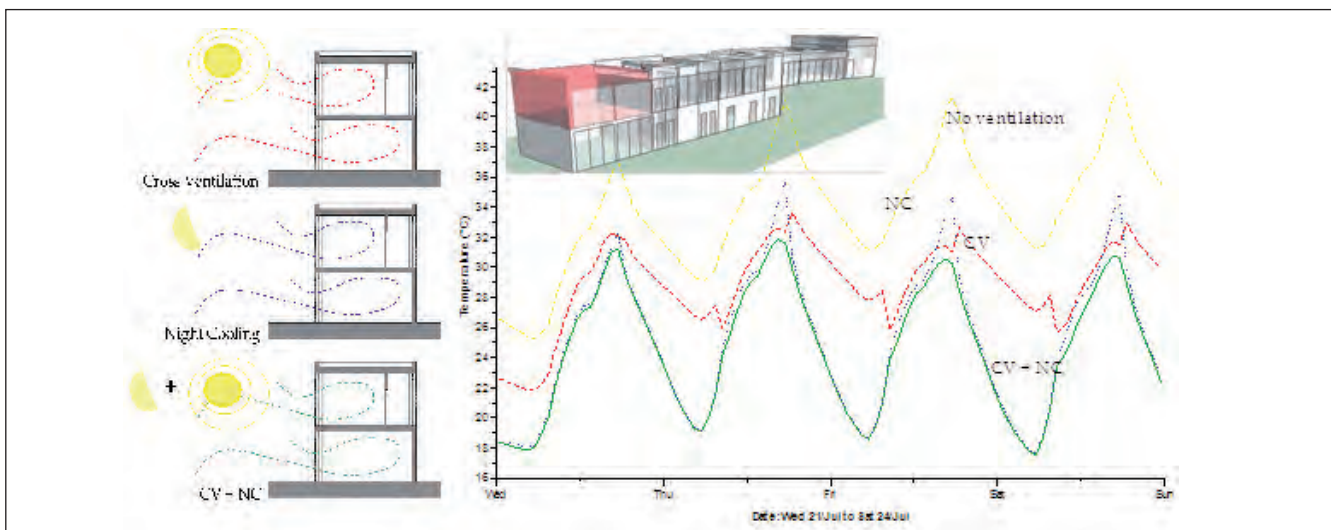 Cross Ventilation
Night Cooling
+
CV + NC
Temperature (°C)
42
40
38
36
34
32
30
28
26
24
22
20
18
16
No ventilation
NC
CV
CV + NC
Wed
Thu
Fri
Sat
Sun
Date: Wed 21/Jul to Sat 24/Jul